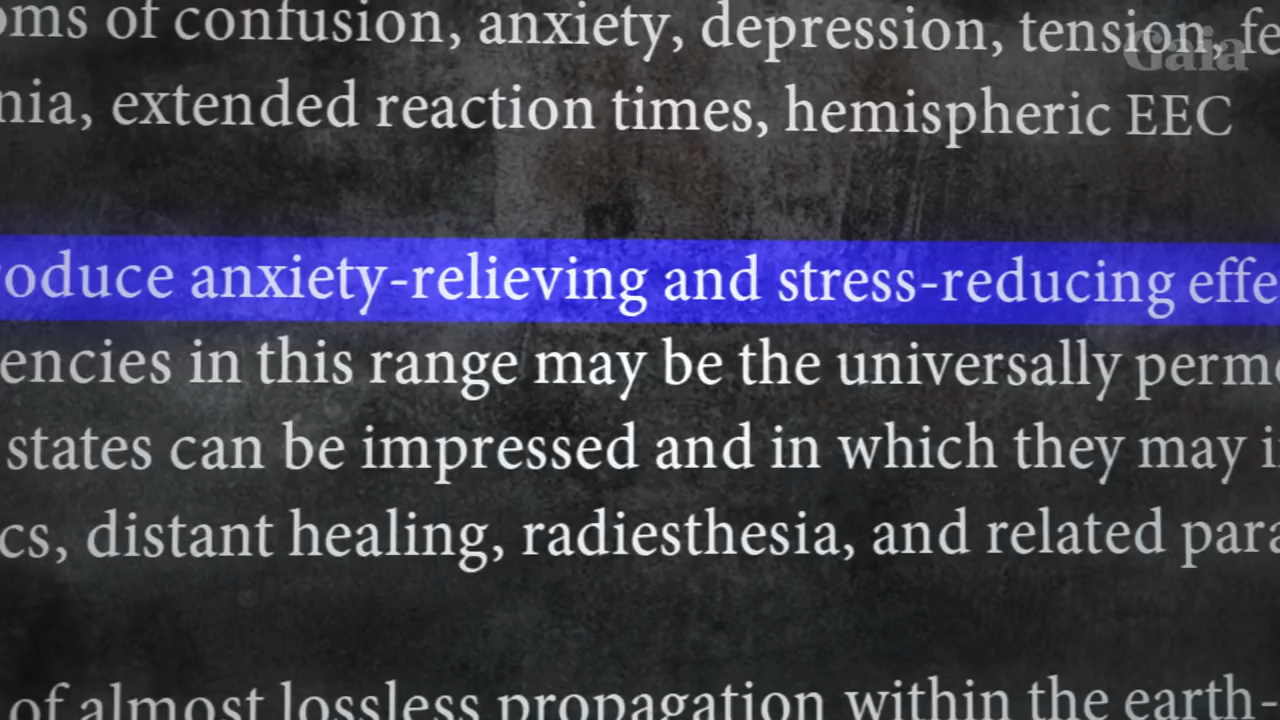 oms of confusion, anxiety, depression, tension, fe
Gaia
nia, extended reaction times, hemispheric EEC
oduce anxiety-relieving and stress-reducing effe
encies in this range may be the universally perme
states can be impressed and in which they may i
cs, distant healing, radiesthesia, and related para
of almost lossless propagation within the earth-